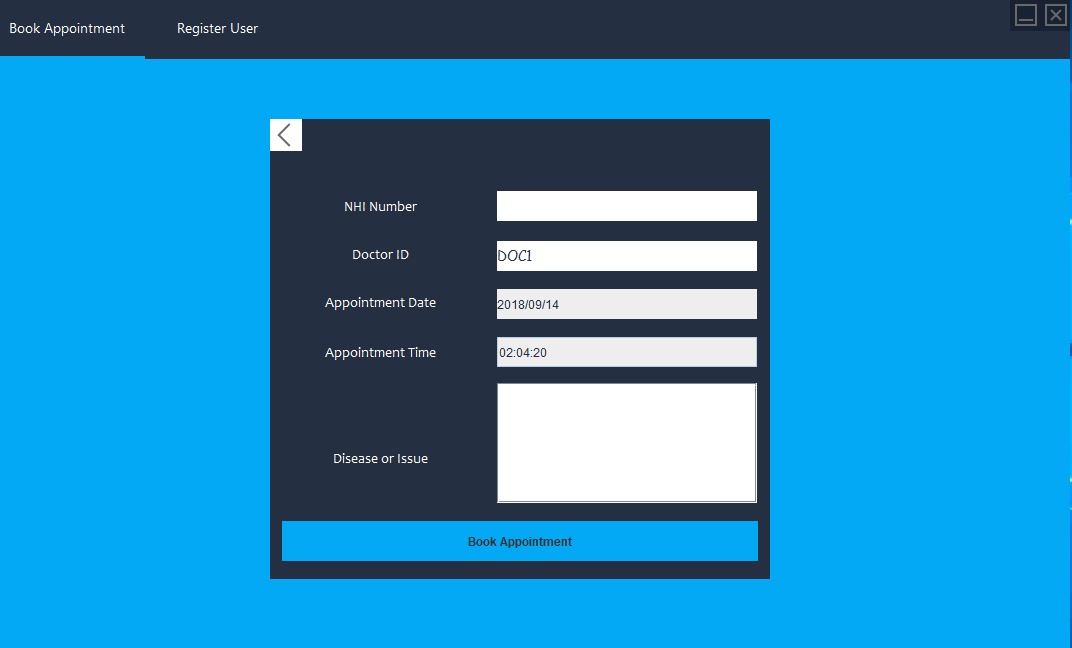 Book Appointment
Register User
NHI Number
Doctor ID
DOC1
Appointment Date
2018/09/14
Appointment Time
02:04:20
Disease or Issue
Book Appointment